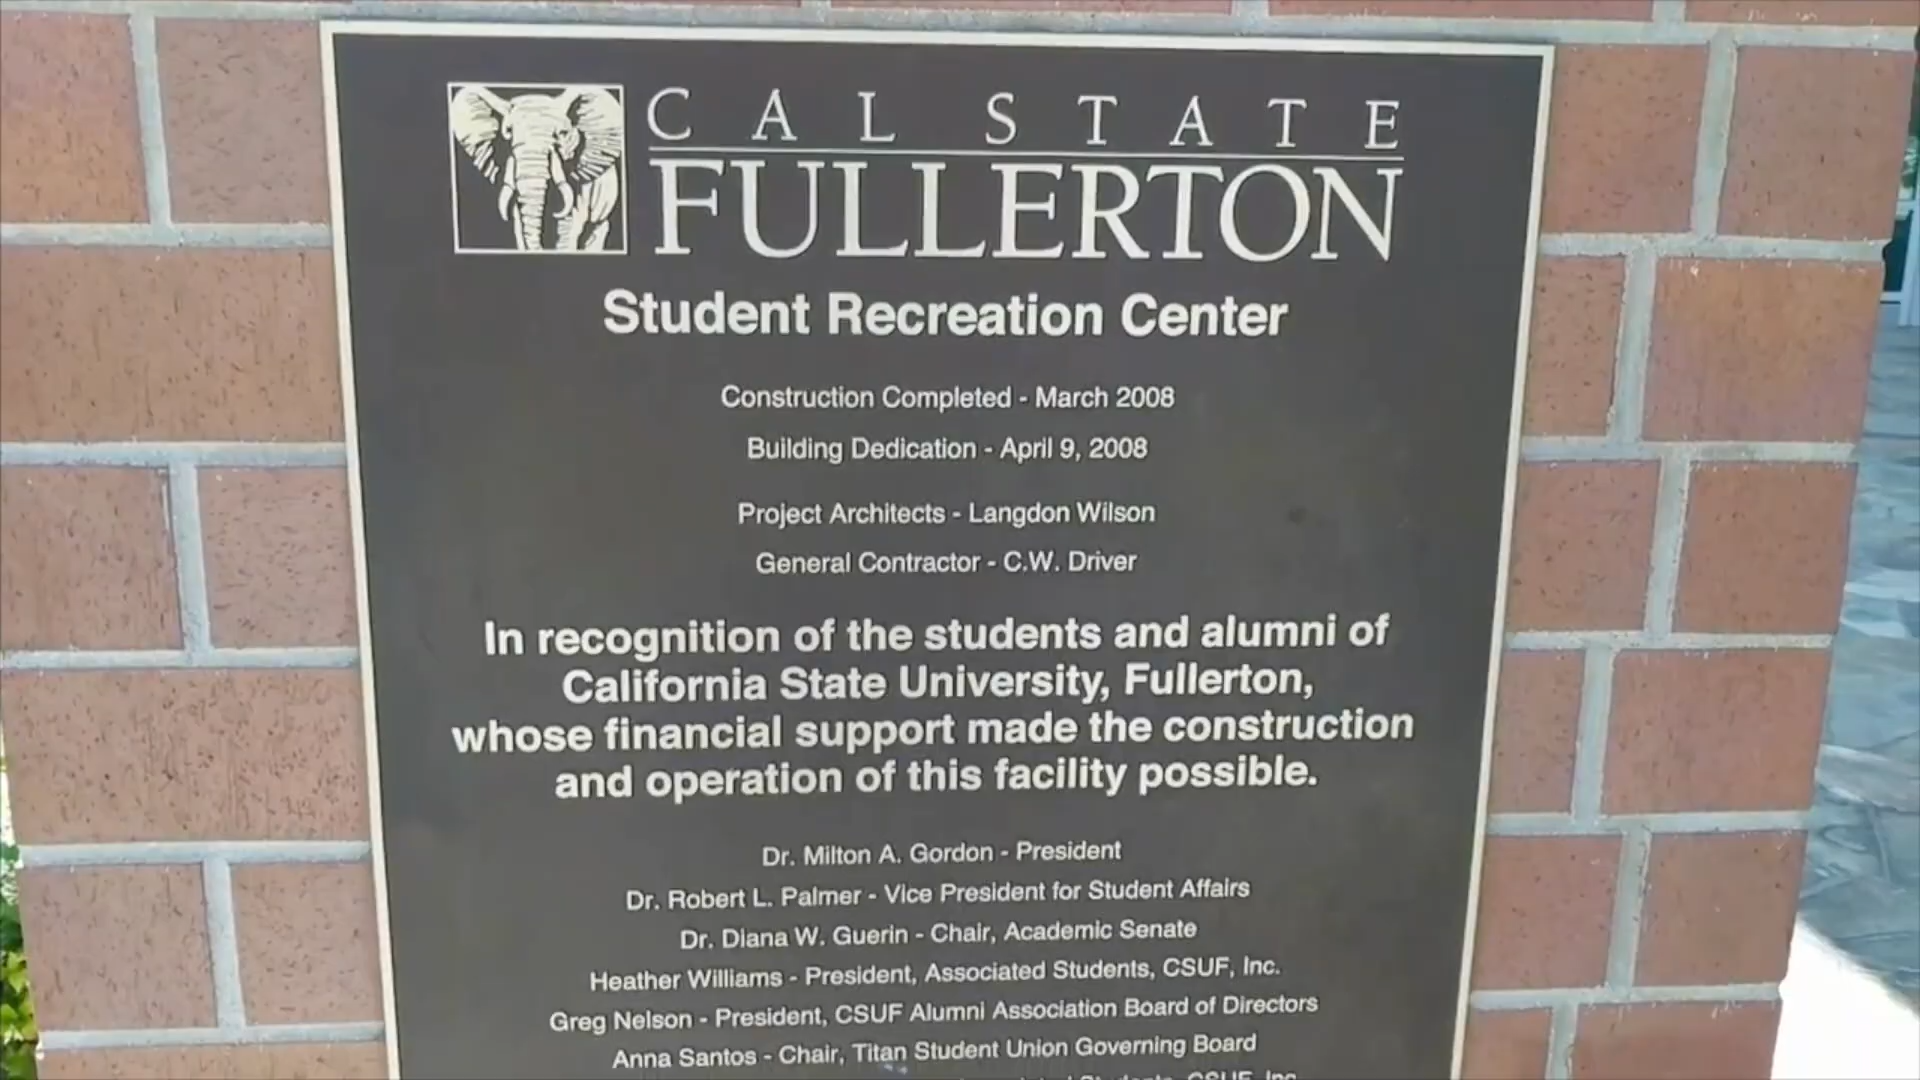 CAL STATE
FULLERTON
Student Recreation Center
Construction Completed - March 2008
Building Dedication - April 9, 2008
Project Architects - Langdon Wilson
General Contractor - C.W. Driver
In recognition of the students and alumni of
California State University, Fullerton,
whose financial support made the construction
and operation of this facility possible.
Dr. Milton A. Gordon - President
Dr. Robert L. Palmer - Vice President for Student Affairs
Dr. Diana W. Guerin - Chair, Academic Senate
Heather Williams - President, Associated Students, CSUF, Inc.
Greg Nelson - President, CSUF Alumni Association Board of Directors
Anna Santos - Chair, Titan Student Union Governing Board
Students, CSUF, Inc.